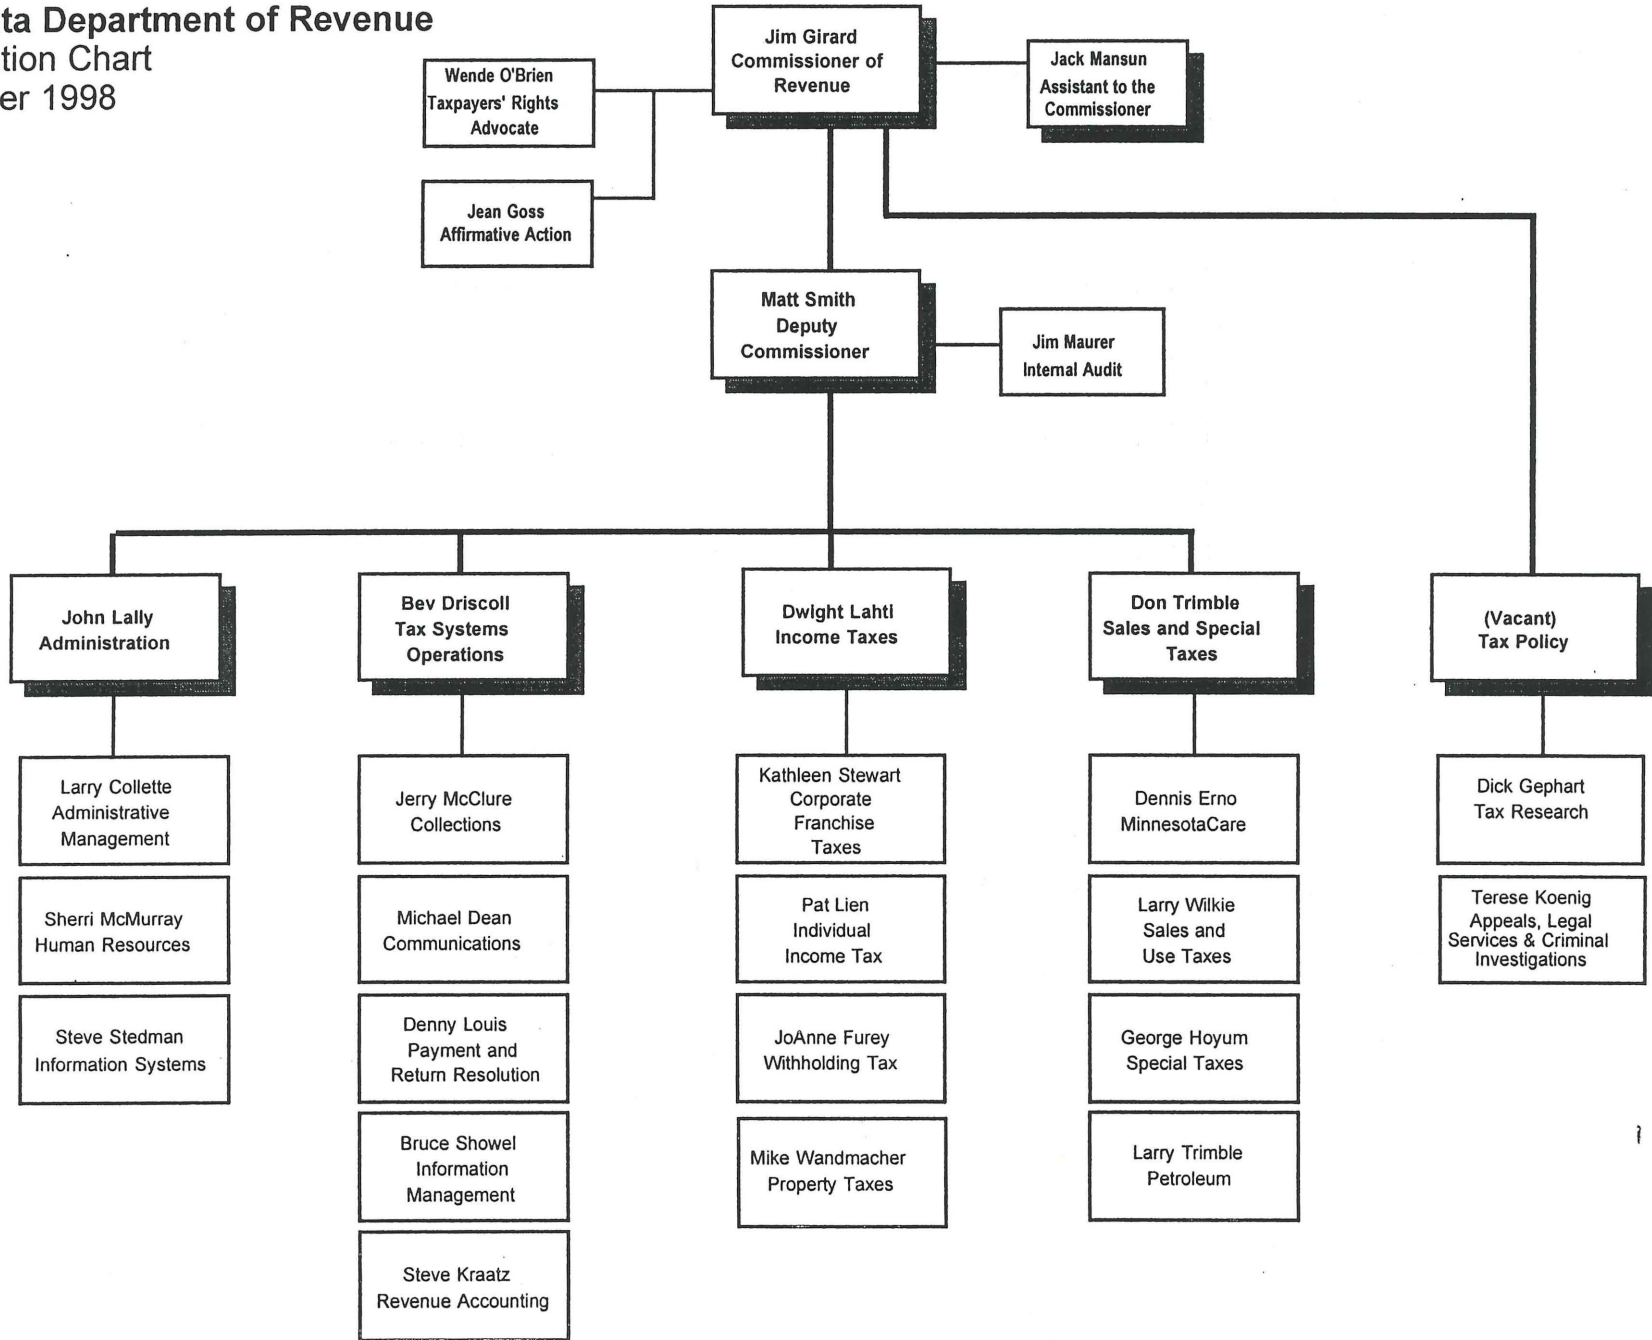 ta Department of Revenue
tion Chart
er 1998
Jim Girard
Commissioner of
Revenue
Jack Mansun
Assistant to the
Commissioner
Wende O'Brien
Taxpayers' Rights
Advocate
Jean Goss
Affirmative Action
Matt Smith
Deputy
Commissioner
Jim Maurer
Internal Audit
John Lally
Administration
Bev Driscoll
Tax Systems
Operations
Dwight Lahti
Income Taxes
Don Trimble
Sales and Special
Taxes
(Vacant)
Tax Policy
Larry Collette
Administrative
Management
Sherri McMurray
Human Resources
Steve Stedman
Information Systems
Jerry McClure
Collections
Michael Dean
Communications
Denny Louis
Payment and
Return Resolution
Bruce Showel
Information
Management
Steve Kraatz
Revenue Accounting
Kathleen Stewart
Corporate
Franchise
Taxes
Pat Lien
Individual
Income Tax
JoAnne Furey
Withholding Tax
Mike Wandmacher
Property Taxes
Dennis Erno
MinnesotaCare
Larry Wilkie
Sales and
Use Taxes
George Hoyum
Special Taxes
Larry Trimble
Petroleum
Dick Gephart
Tax Research
Terese Koenig
Appeals, Legal
Services & Criminal
Investigations